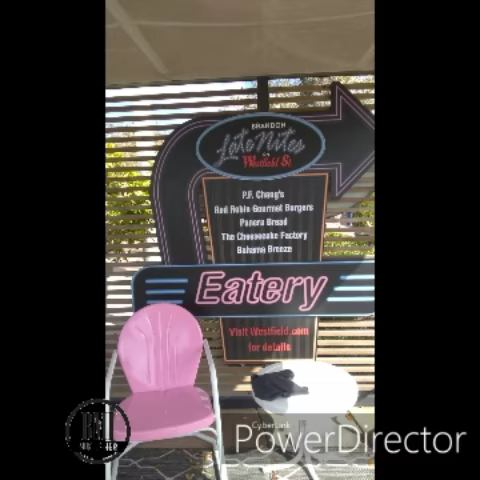 BRANDON
Late Nites
Westfield St
P.F. Chang's
Red Robin Gourmet Burgers
Panera Bread
The Cheesecake Factory
Bahama Breeze
Eatery
Visit Westfield.com
for details
CyberLink
PowerDirector